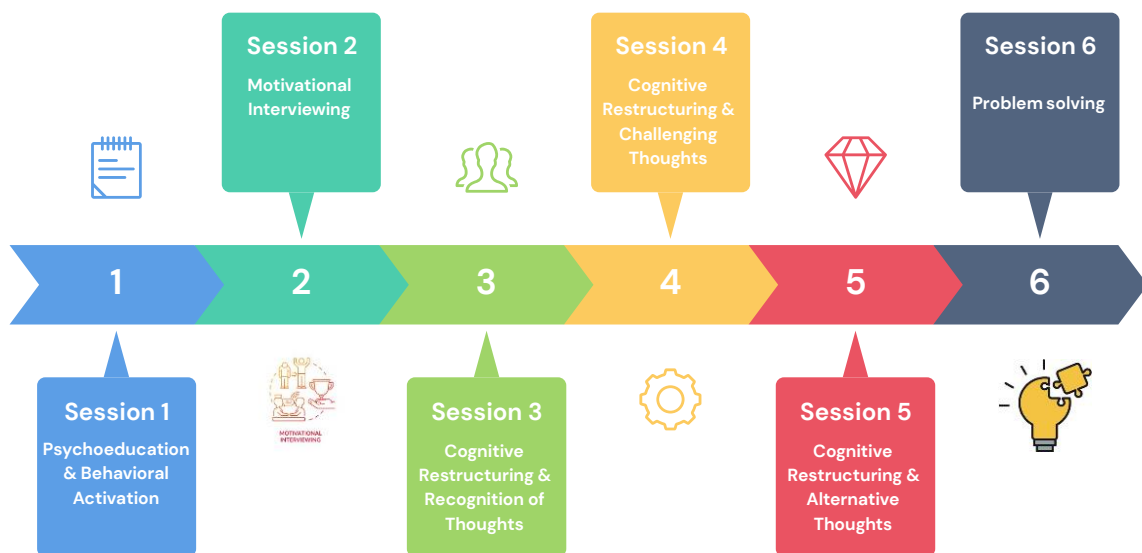 Session 2
Motivational
Interviewing
Session 4
Cognitive
Restructuring &
Challenging
Thoughts
Session 6
Problem solving
1
2
3
4
5
6
MOTIVATIONAL
INTERVIEWING
Session 1
Psychoeducation
& Behavioral
Activation
Session 3
Cognitive
Restructuring &
Recognition of
Thoughts
Session 5
Cognitive
Restructuring &
Alternative
Thoughts